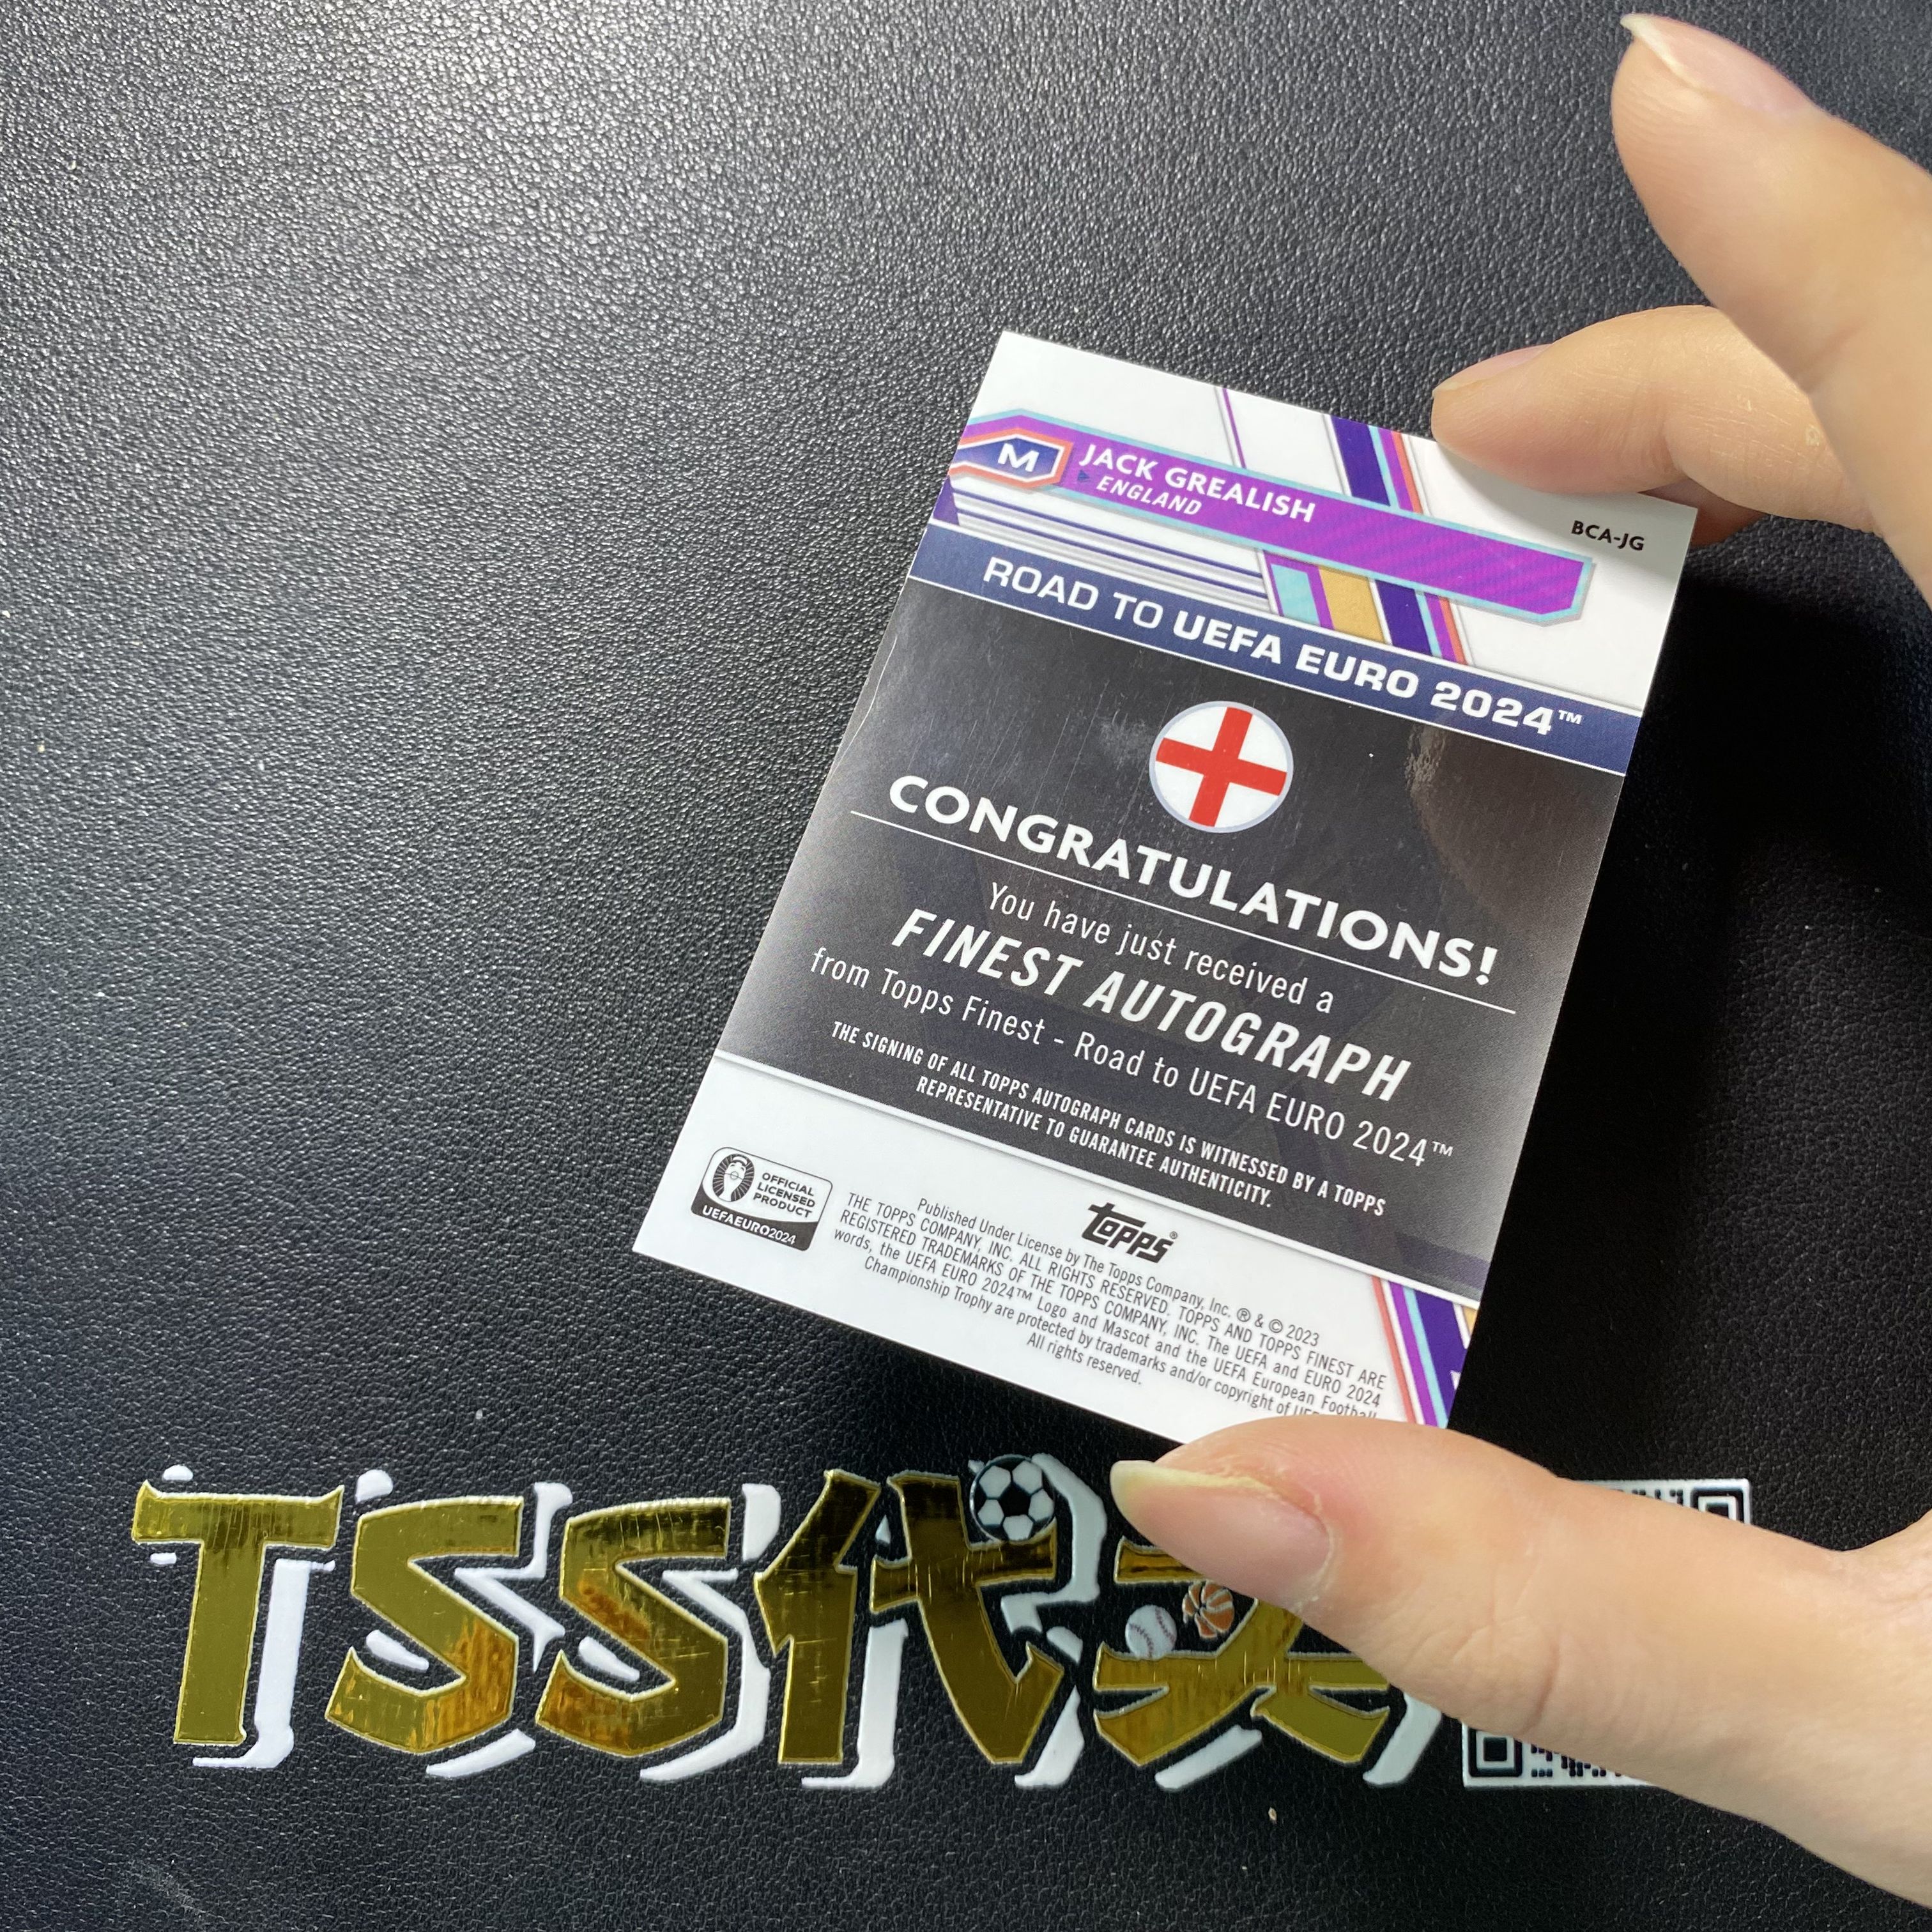 M
JACK GREALISH
ENGLAND
BCA-JG
ROAD TO UEFA EURO 2024™
CONGRATULATIONS!
You have just received a
FINEST AUTOGRAPH
from Topps Finest - Road to UEFA EURO 2024™
THE SIGNING OF ALL TOPPS AUTOGRAPH CARDS IS WITNESSED BY A TOPPS
REPRESENTATIVE TO GUARANTEE AUTHENTICITY.
OFFICIAL
LICENSED
PRODUCT
UEFAEURO2024
topps®
Published Under License by The Topps Company, Inc. ® & © 2023
THE TOPPS COMPANY, INC. ALL RIGHTS RESERVED. TOPPS AND TOPPS FINEST ARE
REGISTERED TRADEMARKS OF THE TOPPS COMPANY, INC. The UEFA and EURO 2024
words, the UEFA EURO 2024™ Logo and Mascot and the UEFA European Football
Championship Trophy are protected by trademarks and/or copyright of
All rights reserved.
TSS代